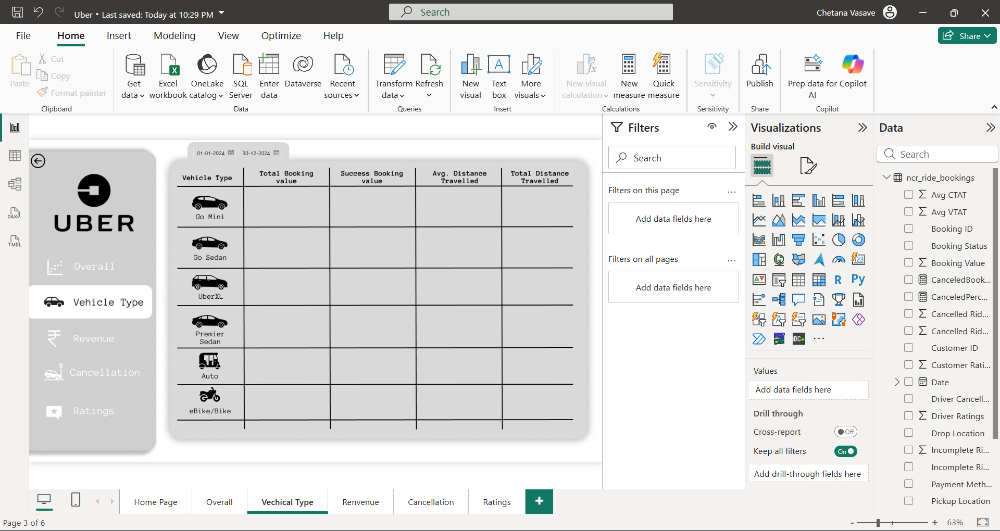 Uber • Last saved: Today at 10:29 PM
Search
Chetana Vasave
File
Home
Insert
Modeling
View
Optimize
Help
Share
Paste
Cut
Copy
Format painter
Clipboard
Get data
Excel workbook
OneLake catalog
SQL Server
Enter data
Dataverse
Recent sources
Data
Transform data
Refresh
Queries
New visual
Text box
More visuals
Insert
New visual calculation
New measure
Quick measure
Calculations
Sensitivity
Sensitivity
Publish
Share
Prep data for AI
Copilot
Copilot
DAX
TMDL
UBER
Overall
Vehicle Type
Revenue
Cancellation
Ratings
01-01-2024
30-12-2024
Vehicle Type
Total Booking value
Success Booking value
Avg. Distance Travelled
Total Distance Travelled
Go Mini
Go Sedan
UberXL
Premier
Sedan
Auto
eBike/Bike
Filters
Search
Filters on this page
...
Add data fields here
Filters on all pages
...
Add data fields here
Visualizations
Build visual
123
R
Py
...
Values
Add data fields here
Drill through
Cross-report
Off
Keep all filters
On
Add drill-through fields here
Data
Search
ncr_ride_bookings
Avg CTAT
Avg VTAT
Booking ID
Booking Status
Booking Value
CanceledBook...
CanceledPerc...
Cancelled Rid...
Cancelled Rid...
Customer ID
Customer Rati...
Date
Driver Cancell...
Driver Ratings
Drop Location
Incomplete Ri...
Incomplete Ri...
Payment Meth...
Pickup Location
Home Page
Overall
Vechical Type
Renvenue
Cancellation
Ratings
+
Page 3 of 6
-
+
63%